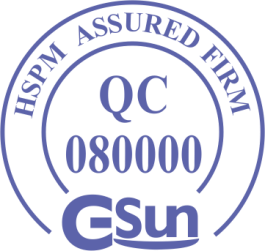 HSPM ASSURED FIRM
QC
080000
GSun